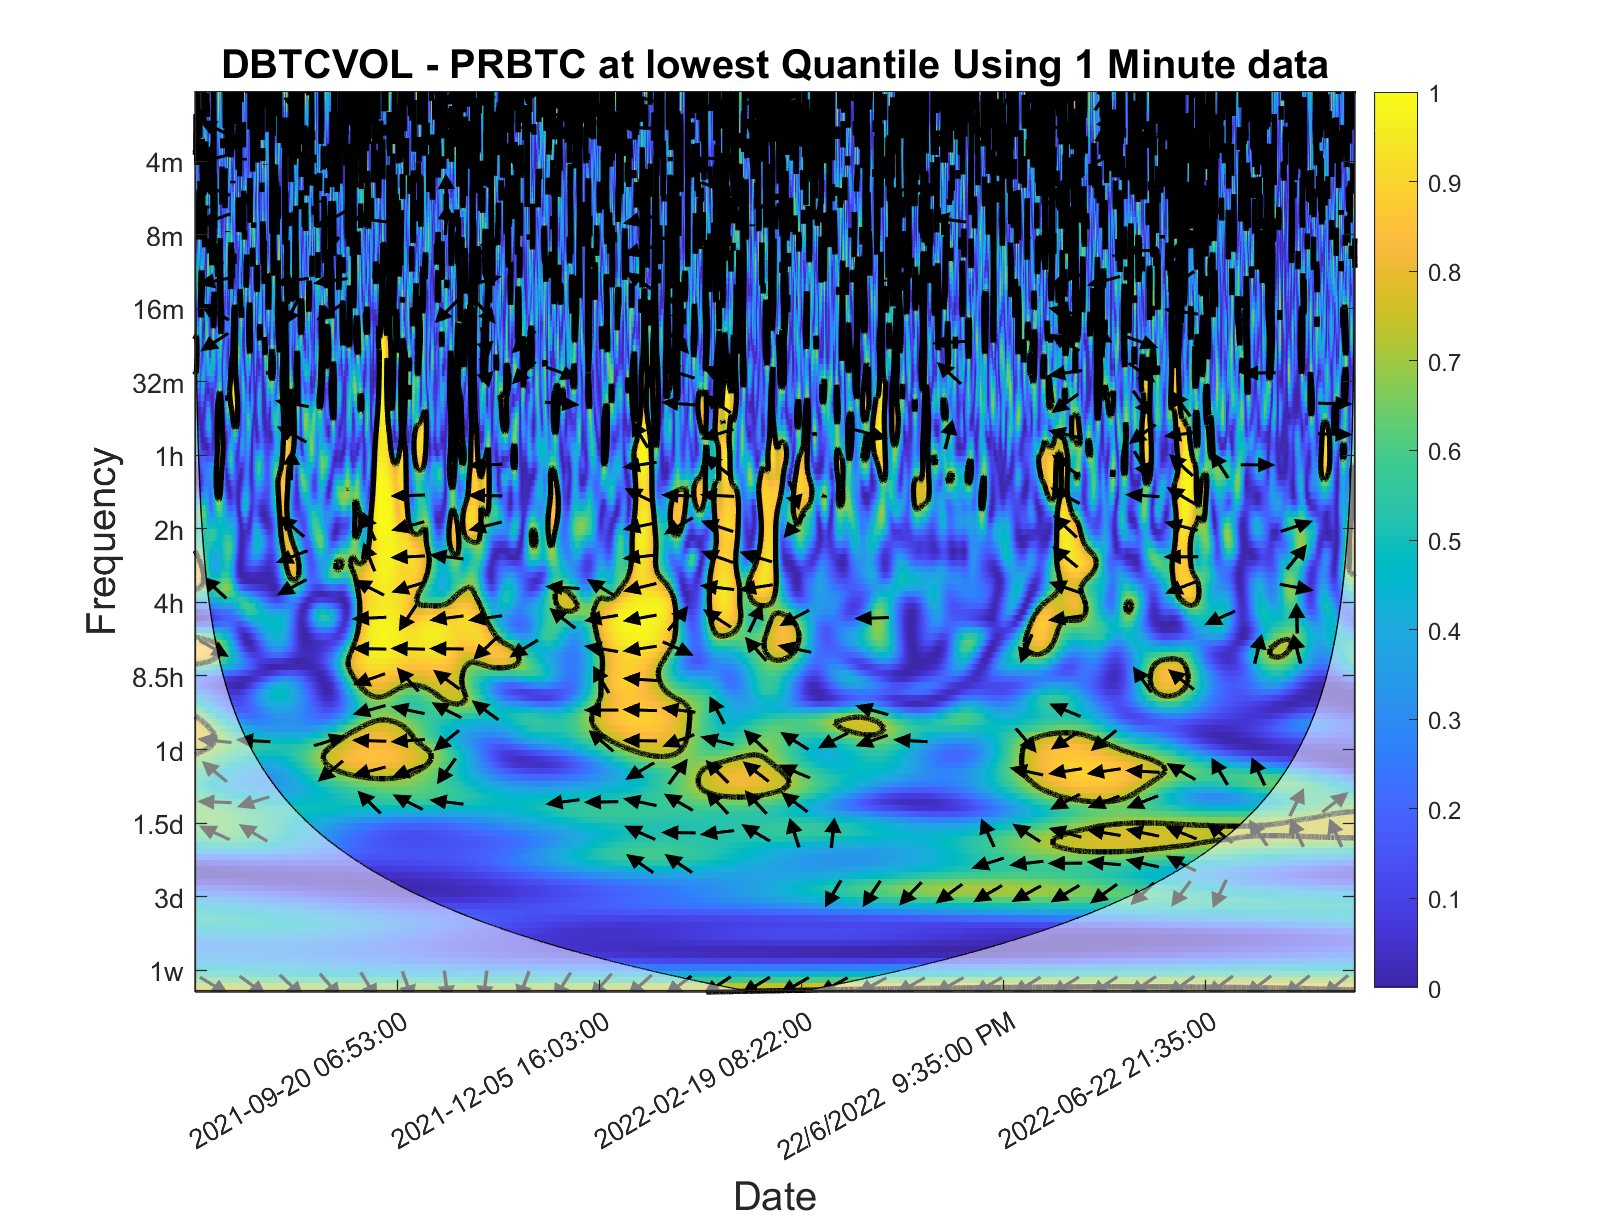 DBTCVOL - PRBTC at lowest Quantile Using 1 Minute data
Frequency
4m
8m
16m
32m
1h
2h
4h
8.5h
1d
1.5d
3d
1w
1
0.9
0.8
0.7
0.6
0.5
0.4
0.3
0.2
0.1
0
2021-09-20 06:53:00
2021-12-05 16:03:00
2022-02-19 08:22:00
22/6/2022 9:35:00 PM
2022-06-22 21:35:00
Date